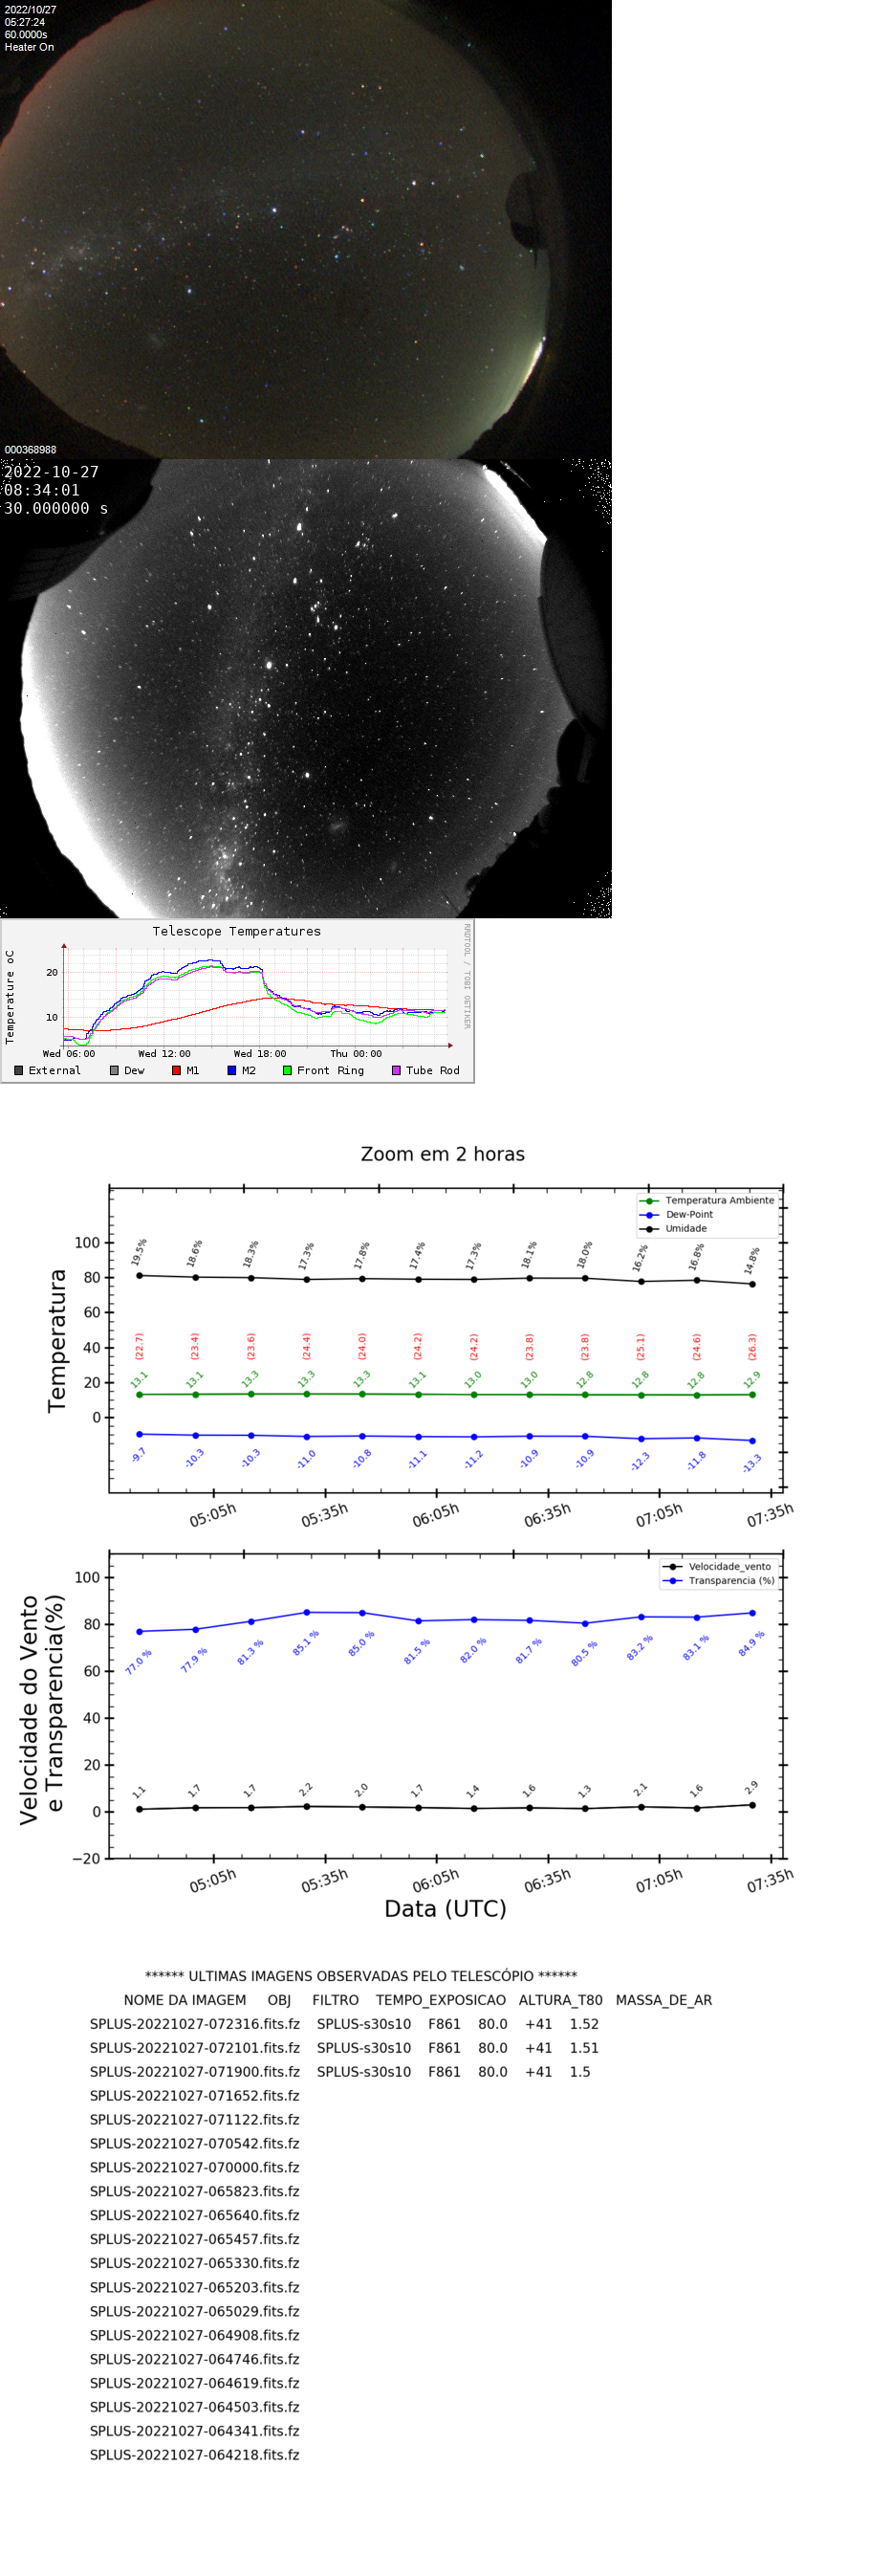 2022/10/27
05:27:24
60.0000s
Heater On
000368988
2022-10-27
08:34:01
30.000000 s
Telescope Temperatures
Temperature oC
20
10
Wed 06:00 Wed 12:00 Wed 18:00 Thu 00:00
External Dew M1 M2 Front Ring Tube Rod
RRDTOOL / TOBI OETIKER
Zoom em 2 horas
Temperatura
Temperatura Ambiente
Dew-Point
Umidade
100
80
60
40
20
0
19.5% 18.6% 18.3% 17.3% 17.8% 17.4% 17.3% 18.1% 18.0% 16.2% 16.8% 14.8%
(22.7) (23.4) (23.6) (24.4) (24.0) (24.2) (24.2) (23.8) (23.8) (25.1) (24.6) (26.3)
13.1 13.1 13.3 13.3 13.3 13.1 13.0 13.0 12.8 12.8 12.8 12.9
-9.7 -10.3 -10.3 -11.0 -10.8 -11.1 -11.2 -10.9 -10.9 -12.3 -11.8 -13.3
05:05h 05:35h 06:05h 06:35h 07:05h 07:35h
Velocidade do Vento
e Transparencia(%)
Velocidade_vento
Transparencia (%)
100
80
60
40
20
0
−20
77.0 % 77.9 % 81.3 % 85.1 % 85.0 % 81.5 % 82.0 % 81.7 % 80.5 % 83.2 % 83.1 % 84.9 %
1.1 1.7 1.7 2.2 2.0 1.7 1.4 1.6 1.3 2.1 1.6 2.9
05:05h 05:35h 06:05h 06:35h 07:05h 07:35h
Data (UTC)
****** ULTIMAS IMAGENS OBSERVADAS PELO TELESCÓPIO ******
NOME DA IMAGEM OBJ FILTRO TEMPO_EXPOSICAO ALTURA_T80 MASSA_DE_AR
SPLUS-20221027-072316.fits.fz SPLUS-s30s10 F861 80.0 +41 1.52
SPLUS-20221027-072101.fits.fz SPLUS-s30s10 F861 80.0 +41 1.51
SPLUS-20221027-071900.fits.fz SPLUS-s30s10 F861 80.0 +41 1.5
SPLUS-20221027-071652.fits.fz
SPLUS-20221027-071122.fits.fz
SPLUS-20221027-070542.fits.fz
SPLUS-20221027-070000.fits.fz
SPLUS-20221027-065823.fits.fz
SPLUS-20221027-065640.fits.fz
SPLUS-20221027-065457.fits.fz
SPLUS-20221027-065330.fits.fz
SPLUS-20221027-065203.fits.fz
SPLUS-20221027-065029.fits.fz
SPLUS-20221027-064908.fits.fz
SPLUS-20221027-064746.fits.fz
SPLUS-20221027-064619.fits.fz
SPLUS-20221027-064503.fits.fz
SPLUS-20221027-064341.fits.fz
SPLUS-20221027-064218.fits.fz